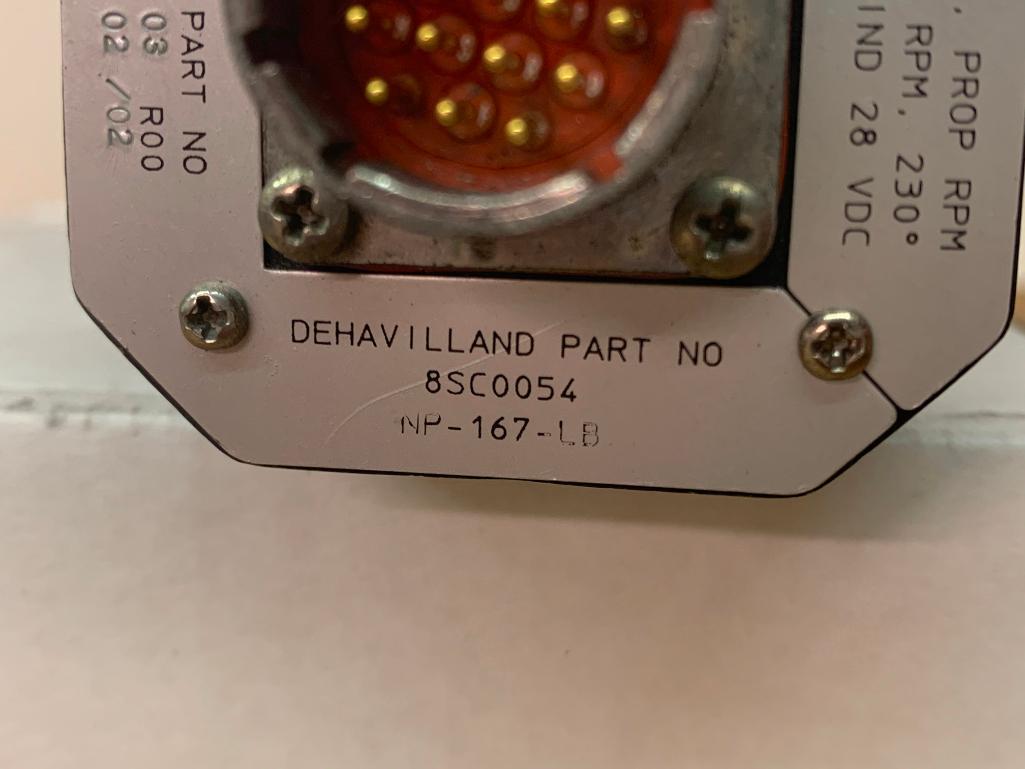 PART NO
03 R00
02 /02
, PROP RPM
RPM, 230°
IND 28 VDC
DEHAVILLAND PART NO
8SC0054
NP-167-LB